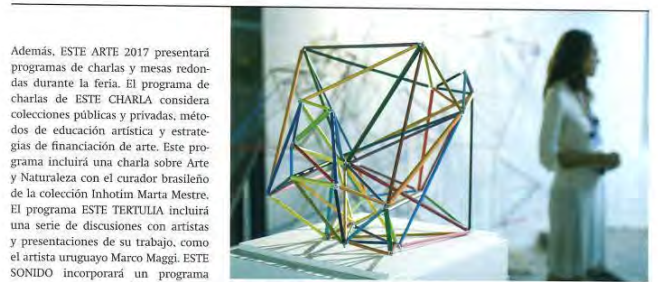 Además, ESTE ARTE 2017 presentará
programas de charlas y mesas redon-
das durante la feria. El programa de
charlas de ESTE CHARLA considera
colecciones públicas y privadas, méto-
dos de educación artística y estrate-
gias de financiación de arte. Este pro-
grama incluirá una charla sobre Arte
y Naturaleza con el curador brasileño
de la colección Inhotim Marta Mestre.
El programa ESTE TERTULIA incluirá
una serie de discusiones con artistas
y presentaciones de su trabajo, como
el artista uruguayo Marco Maggi. ESTE
SONIDO incorporará un programa